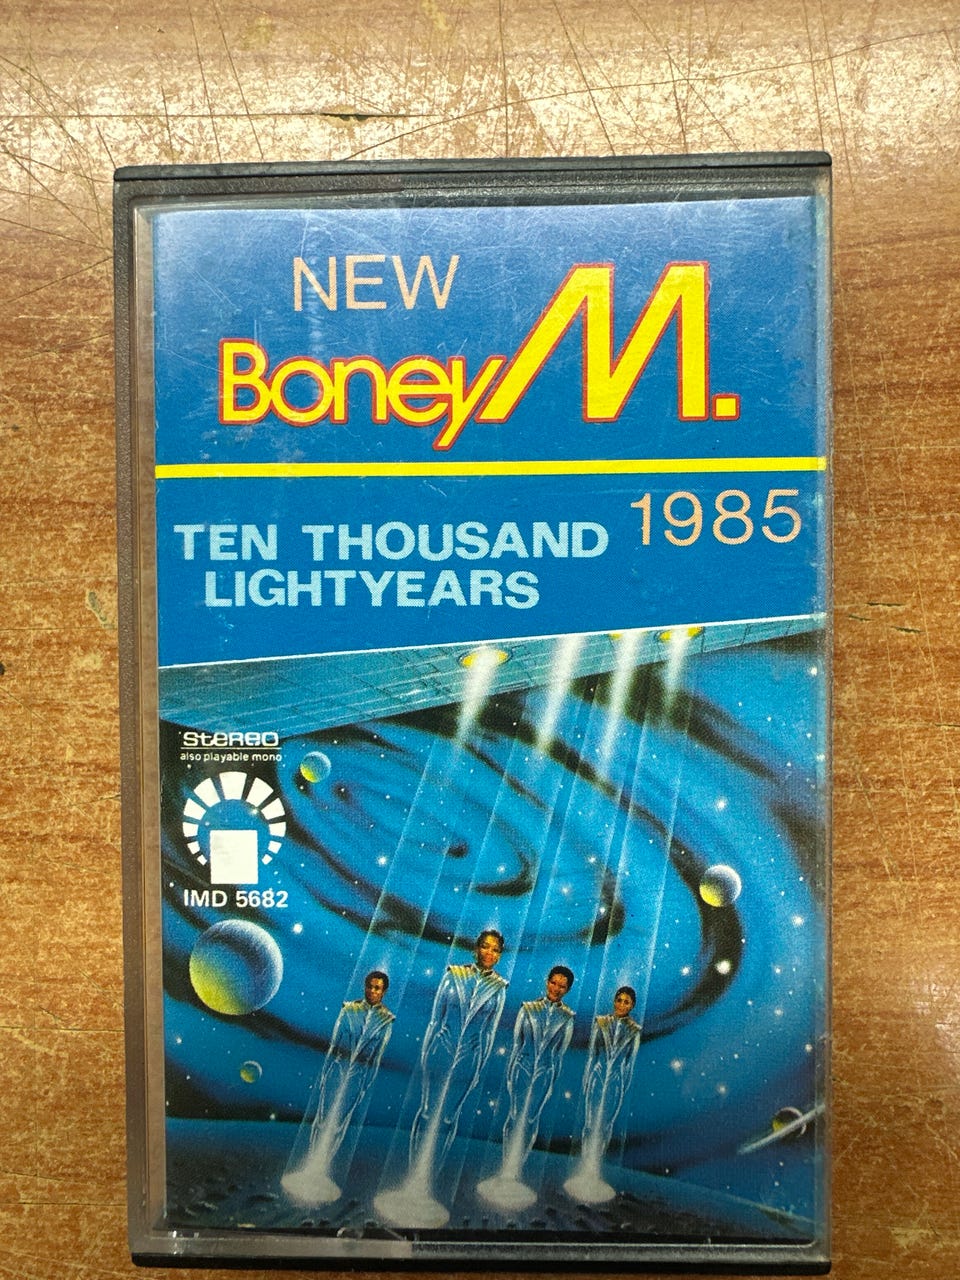 NEW
Boney M.
1985
TEN THOUSAND
LIGHTYEARS
STEREO
also playable mono
IMD 5682